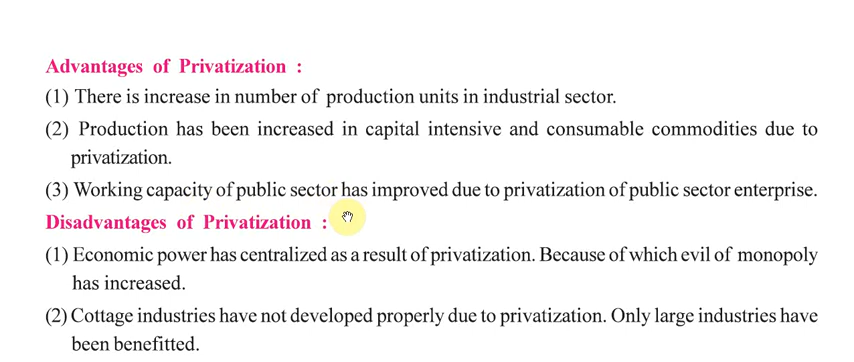 Advantages of Privatization :
(1) There is increase in number of production units in industrial sector.
(2) Production has been increased in capital intensive and consumable commodities due to
privatization.
(3) Working capacity of public sector has improved due to privatization of public sector enterprise.
Disadvantages of Privatization :
(1) Economic power has centralized as a result of privatization. Because of which evil of monopoly
has increased.
(2) Cottage industries have not developed properly due to privatization. Only large industries have
been benefitted.